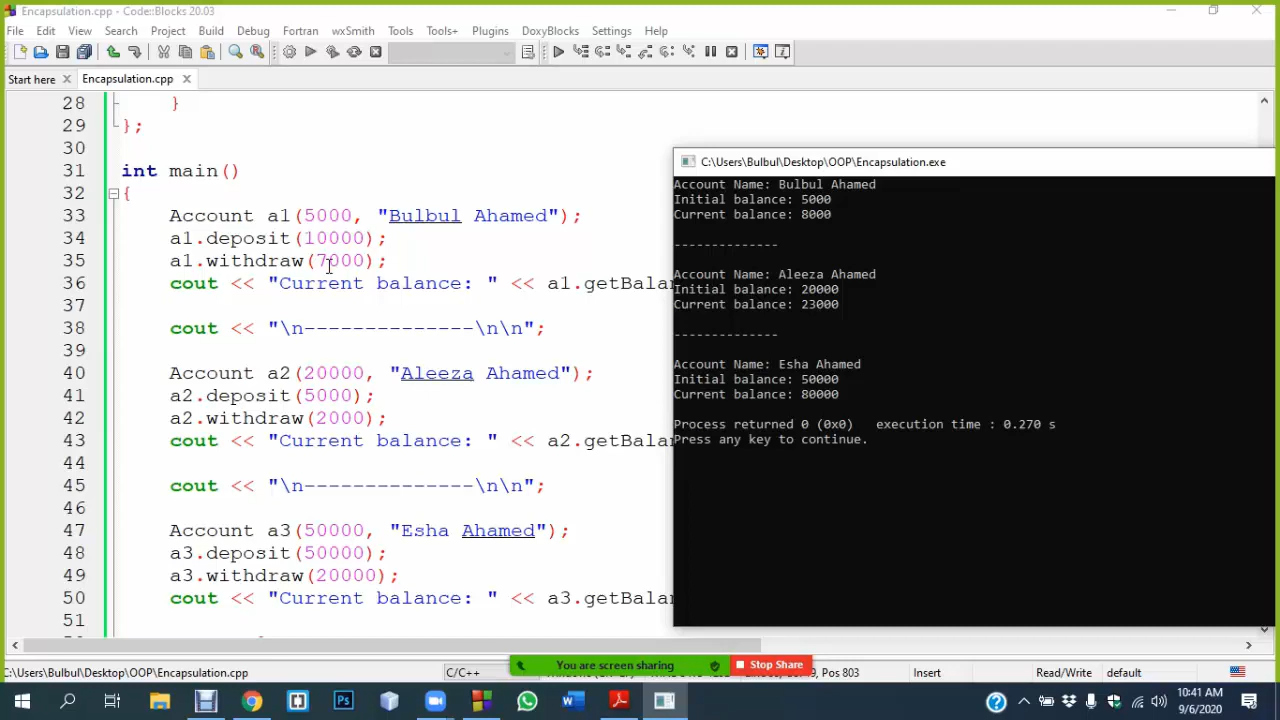 Encapsulation.cpp - Code::Blocks 20.03
File Edit View Search Project Build Debug Fortran wxSmith Tools Tools+ Plugins DoxyBlocks Settings Help
Start here Encapsulation.cpp
28 }
29 };
30
31 int main()
32 {
33 Account a1(5000, "Bulbul Ahamed");
34 a1.deposit(10000);
35 a1.withdraw(7000);
36 cout << "Current balance: " << a1.getBala
37
38 cout << "\n--------------\n\n";
39
40 Account a2(20000, "Aleeza Ahamed");
41 a2.deposit(5000);
42 a2.withdraw(2000);
43 cout << "Current balance: " << a2.getBala
44
45 cout << "\n--------------\n\n";
46
47 Account a3(50000, "Esha Ahamed");
48 a3.deposit(50000);
49 a3.withdraw(20000);
50 cout << "Current balance: " << a3.getBala
51
C:\Users\Bulbul\Desktop\OOP\Encapsulation.exe
Account Name: Bulbul Ahamed
Initial balance: 5000
Current balance: 8000
--------------
Account Name: Aleeza Ahamed
Initial balance: 20000
Current balance: 23000
--------------
Account Name: Esha Ahamed
Initial balance: 50000
Current balance: 80000
Process returned 0 (0x0) execution time : 0.270 s
Press any key to continue.
C:\Users\Bulbul\Desktop\OOP\Encapsulation.cpp C/C++ Pos 803 Insert Read/Write default
You are screen sharing Stop Share
10:41 AM
9/6/2020